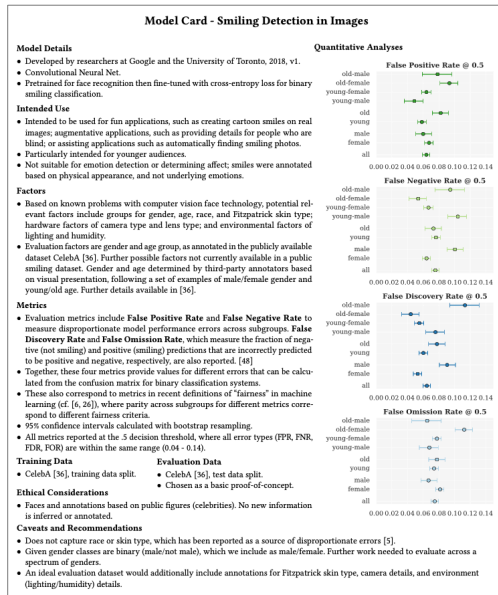 Model Card - Smiling Detection in Images
Model Details
• Developed by researchers at Google and the University of Toronto, 2018, v1.
• Convolutional Neural Net.
• Pretrained for face recognition then fine-tuned with cross-entropy loss for binary
smiling classification.
Intended Use
• Intended to be used for fun applications, such as creating cartoon smiles on real
images; augmentative applications, such as providing details for people who are
blind; or assisting applications such as automatically finding smiling photos.
• Particularly intended for younger audiences.
• Not suitable for emotion detection or determining affect; smiles were annotated
based on physical appearance, and not underlying emotions.
Factors
• Based on known problems with computer vision face technology, potential rel-
evant factors include groups for gender, age, race, and Fitzpatrick skin type;
hardware factors of camera type and lens type; and environmental factors of
lighting and humidity.
• Evaluation factors are gender and age group, as annotated in the publicly available
dataset CelebA [36]. Further possible factors not currently available in a public
smiling dataset. Gender and age determined by third-party annotators based
on visual presentation, following a set of examples of male/female gender and
young/old age. Further details available in [36].
Metrics
• Evaluation metrics include False Positive Rate and False Negative Rate to
measure disproportionate model performance errors across subgroups. False
Discovery Rate and False Omission Rate, which measure the fraction of nega-
tive (not smiling) and positive (smiling) predictions that are incorrectly predicted
to be positive and negative, respectively, are also reported. [48]
• Together, these four metrics provide values for different errors that can be calcu-
lated from the confusion matrix for binary classification systems.
• These also correspond to metrics in recent definitions of "fairness" in machine
learning (cf. [6, 26]), where parity across subgroups for different metrics corre-
spond to different fairness criteria.
• 95% confidence intervals calculated with bootstrap resampling.
• All metrics reported at the .5 decision threshold, where all error types (FPR, FNR,
FDR, FOR) are within the same range (0.04 - 0.14).
Training Data
• CelebA [36], training data split.
Evaluation Data
• CelebA [36], test data split.
• Chosen as a basic proof-of-concept.
Ethical Considerations
• Faces and annotations based on public figures (celebrities). No new information
is inferred or annotated.
Caveats and Recommendations
• Does not capture race or skin type, which has been reported as a source of disproportionate errors [5].
• Given gender classes are binary (male/not male), which we include as male/female. Further work needed to evaluate across a
spectrum of genders.
• An ideal evaluation dataset would additionally include annotations for Fitzpatrick skin type, camera details, and environment
(lighting/humidity) details.
Quantitative Analyses
False Positive Rate @ 0.5
old-male
old-female
young-female
young-male
old
young
male
female
all
0.00 0.02 0.04 0.06 0.08 0.10 0.12 0.14
False Negative Rate @ 0.5
old-male
old-female
young-female
young-male
old
young
male
female
all
0.00 0.02 0.04 0.06 0.08 0.10 0.12 0.14
False Discovery Rate @ 0.5
old-male
old-female
young-female
young-male
old
young
male
female
all
0.00 0.02 0.04 0.06 0.08 0.10 0.12 0.14
False Omission Rate @ 0.5
old-male
old-female
young-female
young-male
old
young
male
female
all
0.00 0.02 0.04 0.06 0.08 0.10 0.12 0.14